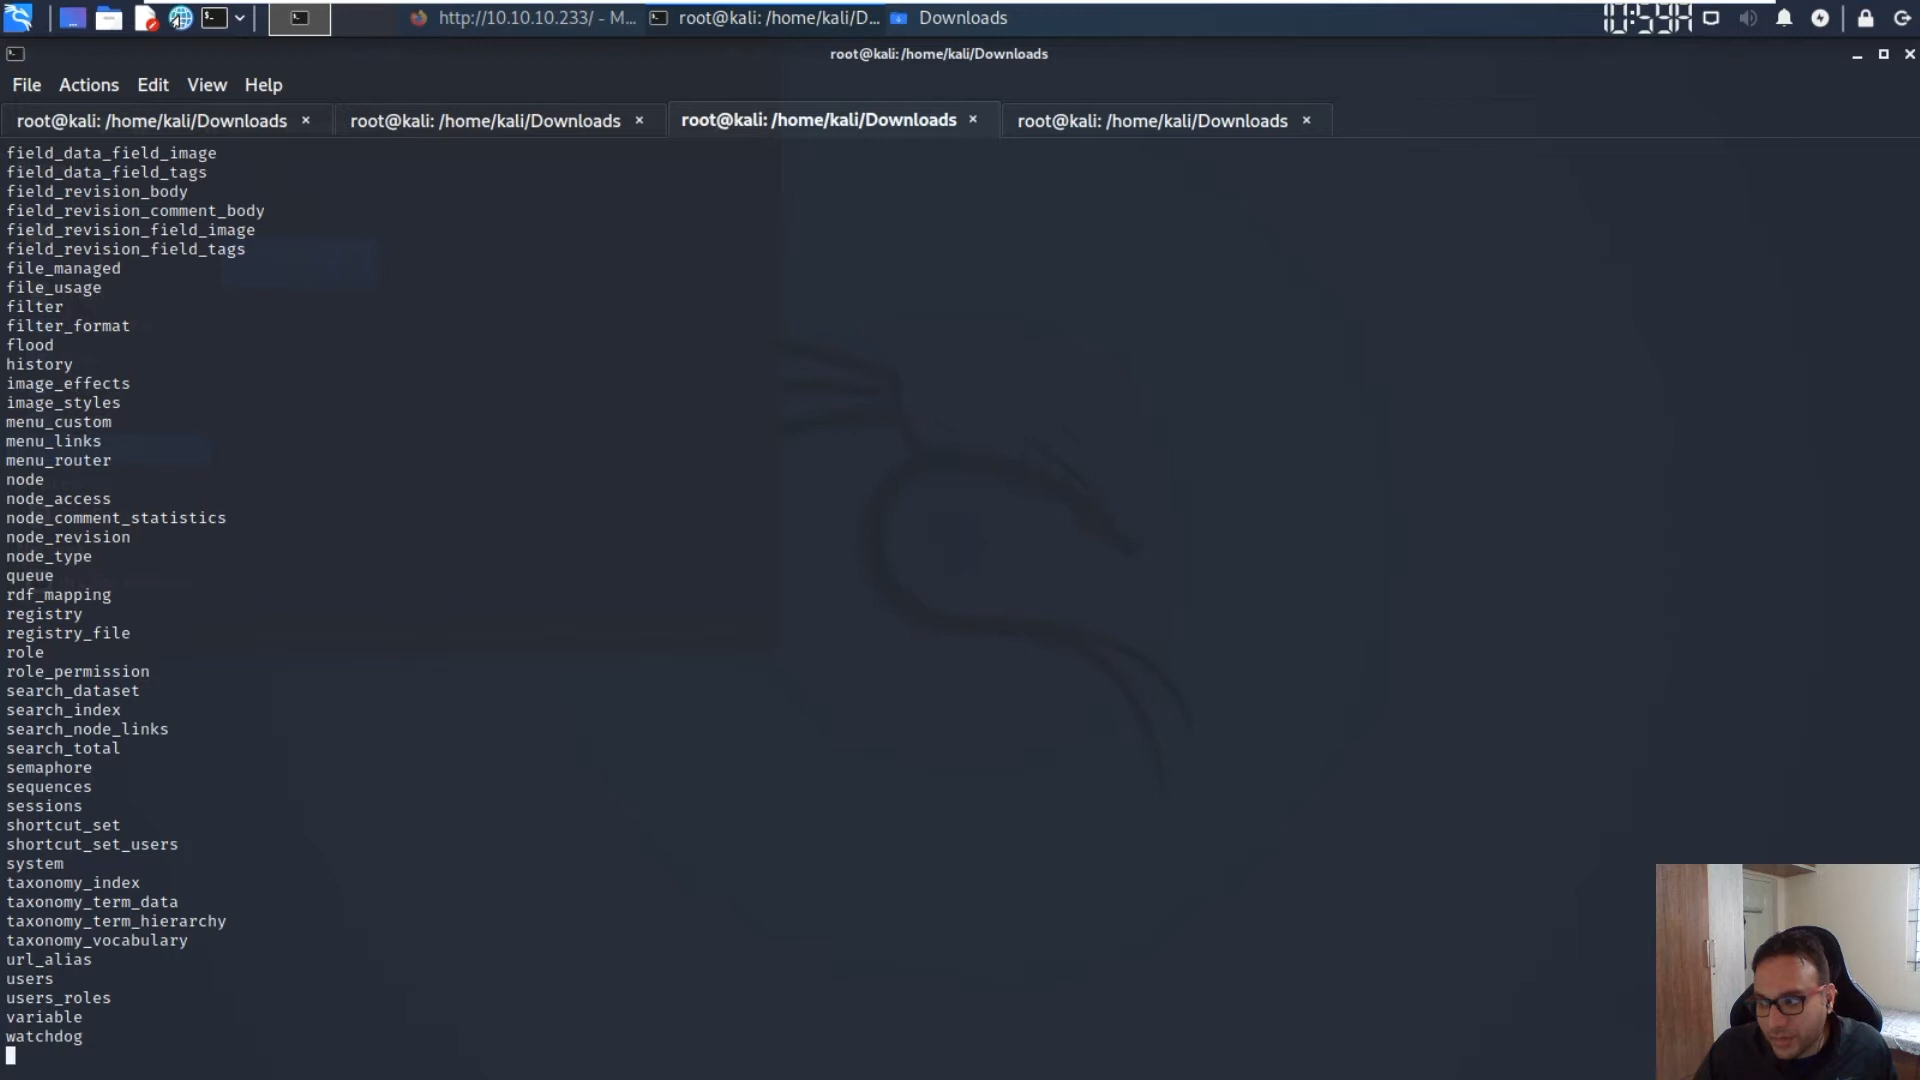 http://10.10.10.233/ - M...
root@kali: /home/kali/D...
Downloads
10:59
root@kali: /home/kali/Downloads
File Actions Edit View Help
root@kali: /home/kali/Downloads ×
root@kali: /home/kali/Downloads ×
root@kali: /home/kali/Downloads ×
root@kali: /home/kali/Downloads ×
field_data_field_image
field_data_field_tags
field_revision_body
field_revision_comment_body
field_revision_field_image
field_revision_field_tags
file_managed
file_usage
filter
filter_format
flood
history
image_effects
image_styles
menu_custom
menu_links
menu_router
node
node_access
node_comment_statistics
node_revision
node_type
queue
rdf_mapping
registry
registry_file
role
role_permission
search_dataset
search_index
search_node_links
search_total
semaphore
sequences
sessions
shortcut_set
shortcut_set_users
system
taxonomy_index
taxonomy_term_data
taxonomy_term_hierarchy
taxonomy_vocabulary
url_alias
users
users_roles
variable
watchdog